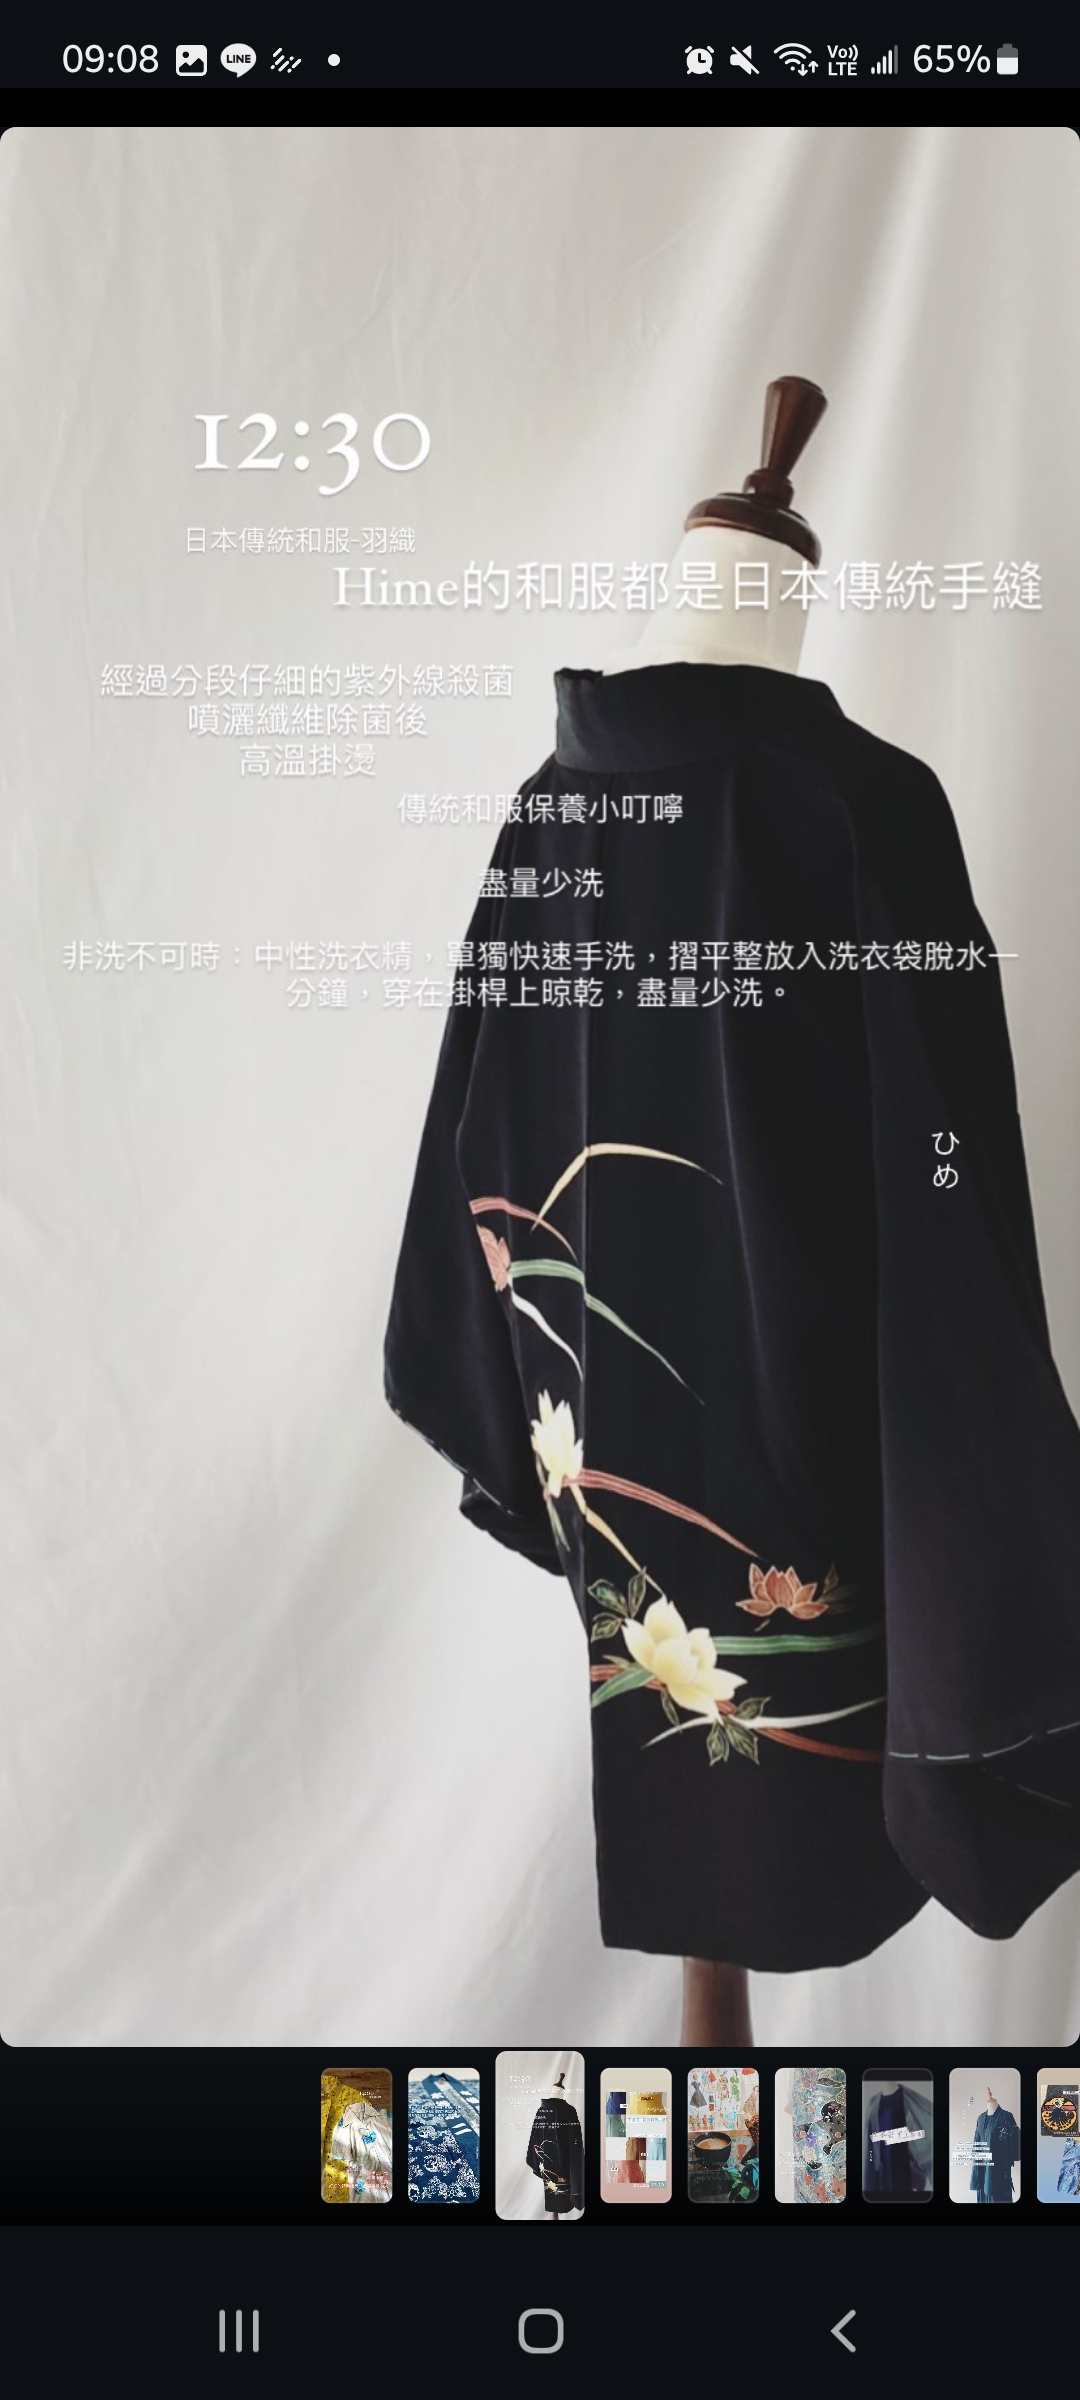 09:08
LINE
Vo)) LTE
65%
12:30
日本傳統和服-羽織
Hime的和服都是日本傳統手縫
經過分段仔細的紫外線殺菌
噴灑纖維除菌後
高溫掛燙
傳統和服保養小叮嚀
盡量少洗
非洗不可時：中性洗衣精，單獨快速手洗，摺平整放入洗衣袋脫水一
分鐘，穿在掛桿上晾乾，盡量少洗。
ひめ